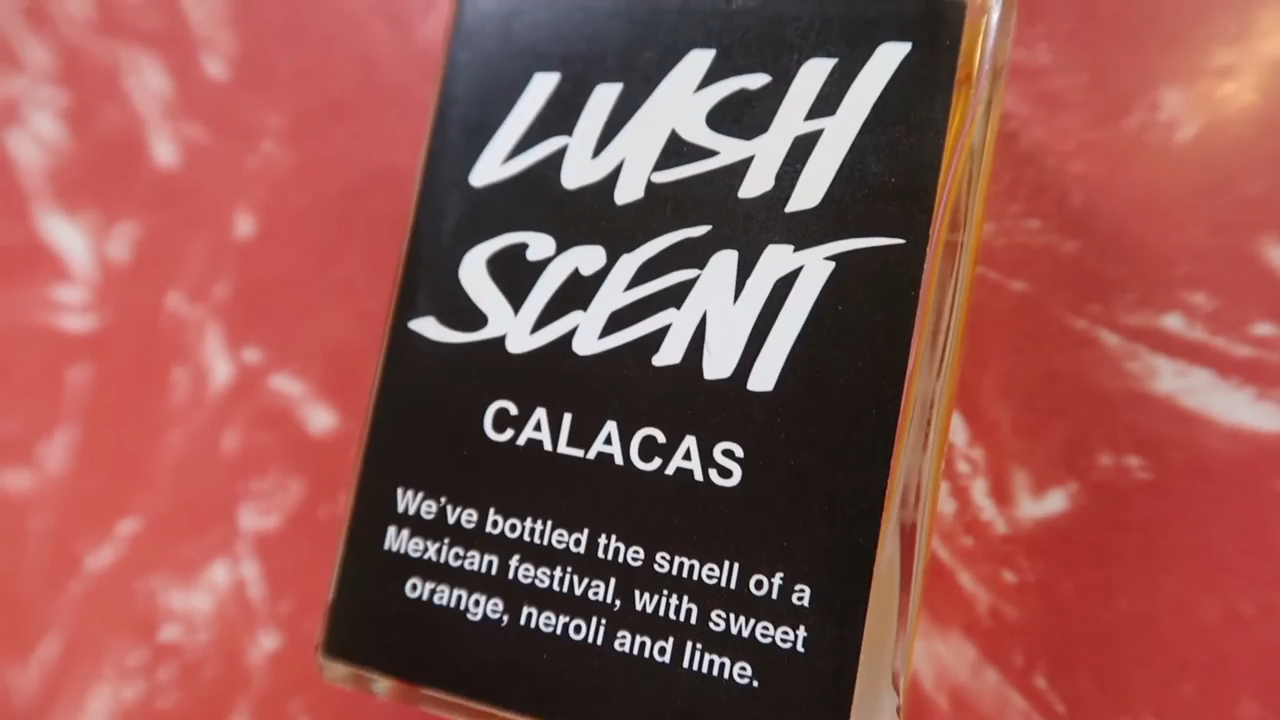 LUSH
SCENT
CALACAS
We've bottled the smell of a
Mexican festival, with sweet
orange, neroli and lime.